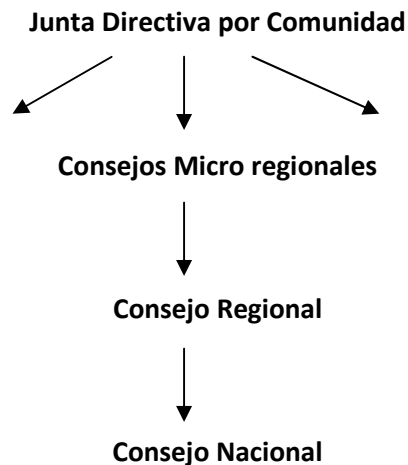 Junta Directiva por Comunidad
Consejos Micro regionales
Consejo Regional
Consejo Nacional